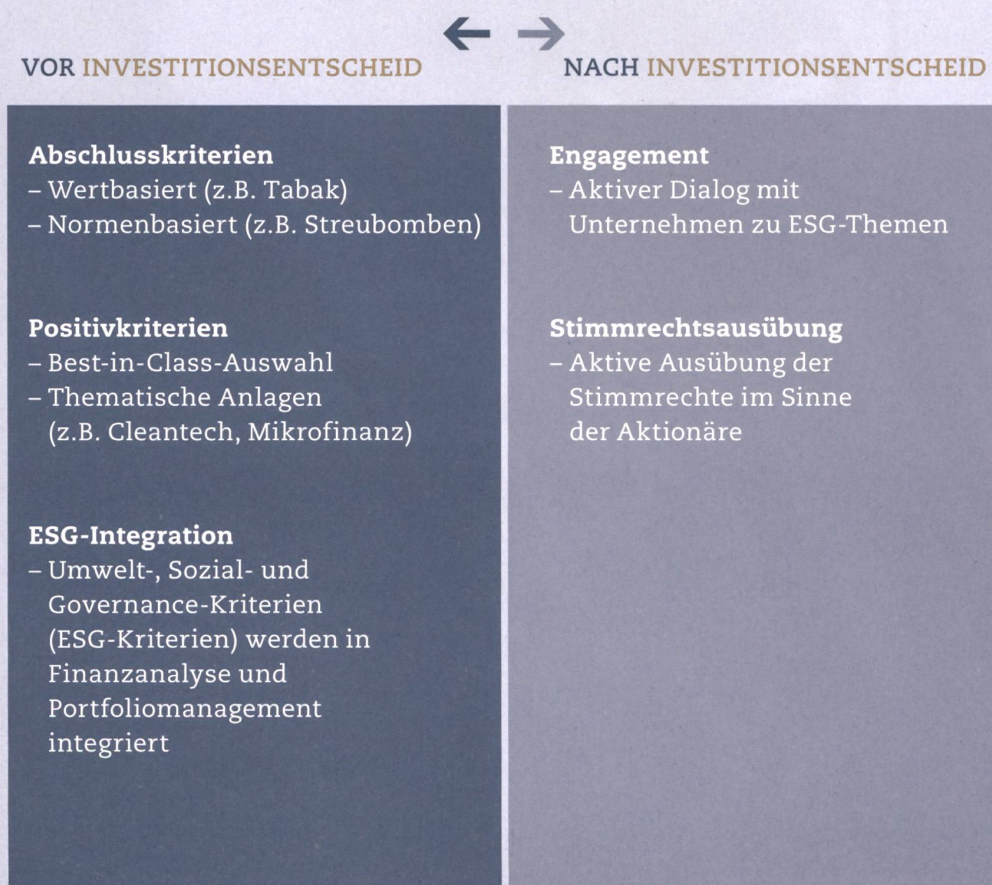 VOR INVESTITIONSENTSCHEID
NACH INVESTITIONSENTSCHEID
Abschlusskriterien
– Wertbasiert (z.B. Tabak)
– Normenbasiert (z.B. Streubomben)
Positivkriterien
– Best-in-Class-Auswahl
– Thematische Anlagen
(z.B. Cleantech, Mikrofinanz)
ESG-Integration
– Umwelt-, Sozial- und
Governance-Kriterien
(ESG-Kriterien) werden in
Finanzanalyse und
Portfoliomanagement
integriert
Engagement
– Aktiver Dialog mit
Unternehmen zu ESG-Themen
Stimmrechtsausübung
– Aktive Ausübung der
Stimmrechte im Sinne
der Aktionäre